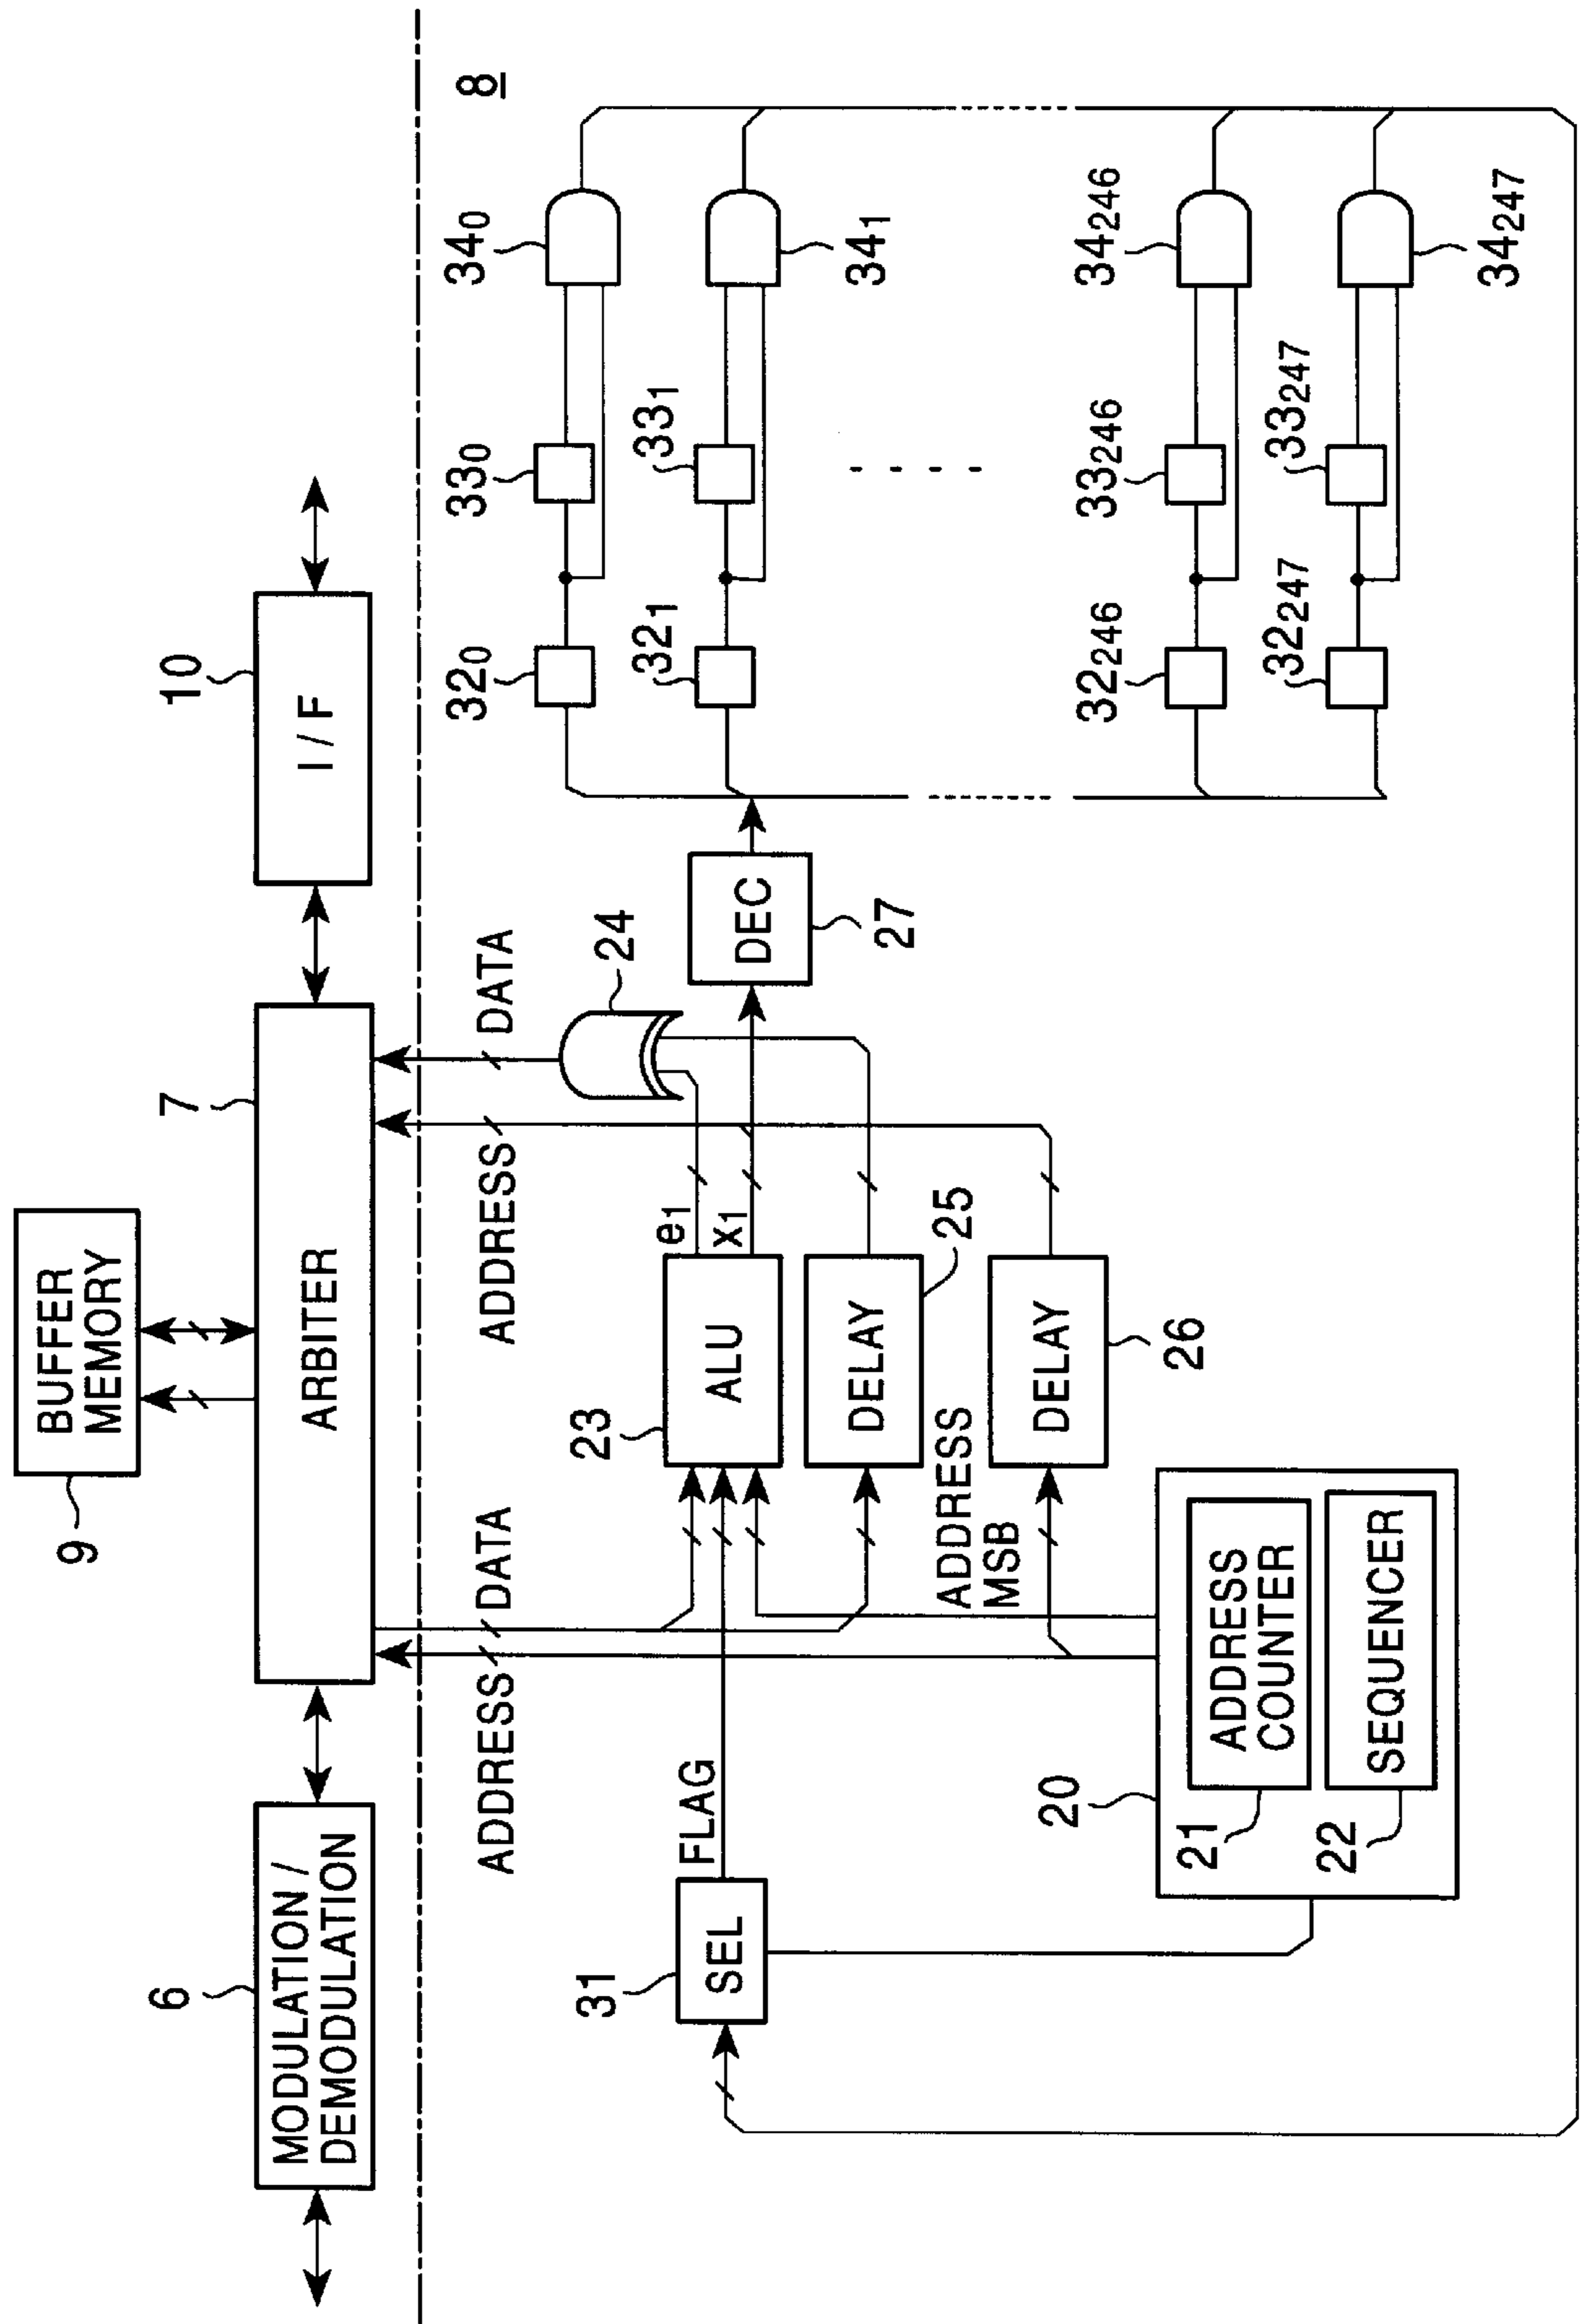 9
BUFFER
MEMORY
6
MODULATION /
DEMODULATION
7
ARBITER
10
I / F
8
ADDRESS
DATA
ADDRESS
DATA
24
31
SEL
FLAG
23
ALU
e1
x1
DEC
27
DELAY
25
ADDRESS
MSB
DELAY
26
20
21
ADDRESS
COUNTER
22
SEQUENCER
320
330
340
321
331
341
32246
33246
34246
32247
33247
34247